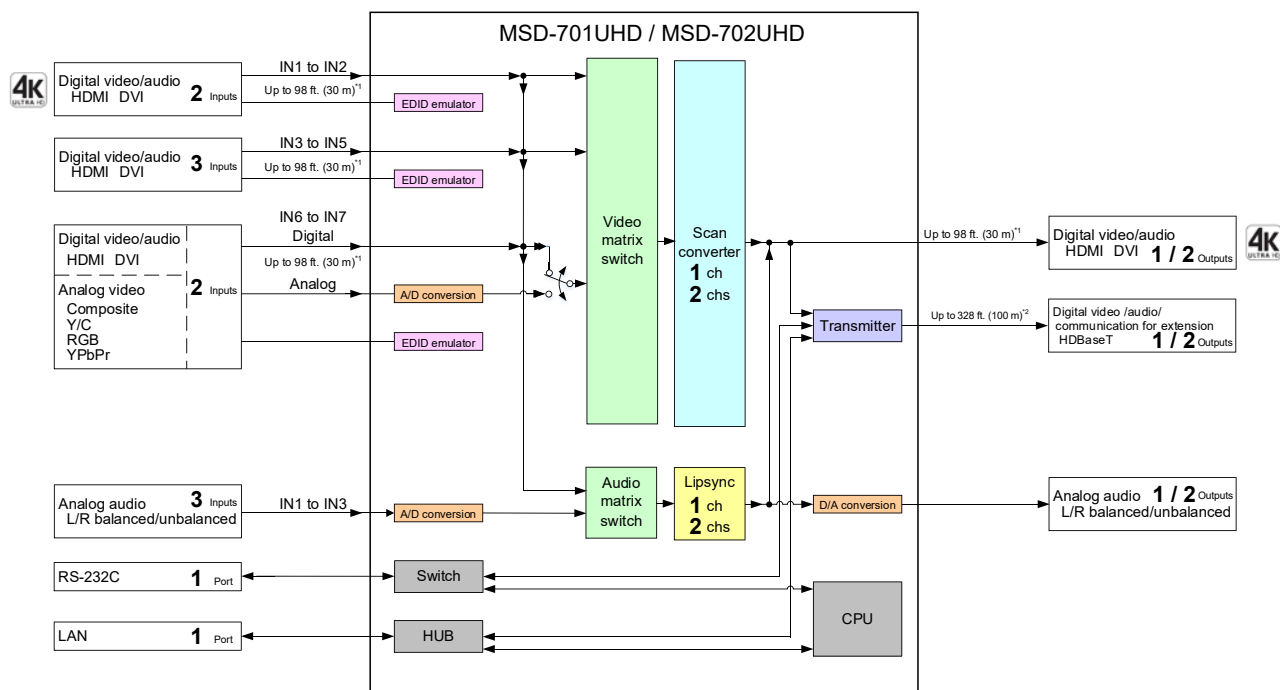 MSD-701UHD / MSD-702UHD
4K
ULTRA HD
Digital video/audio
HDMI DVI 2 Inputs
IN1 to IN2
Up to 98 ft. (30 m)*1
EDID emulator
Digital video/audio
HDMI DVI 3 Inputs
IN3 to IN5
Up to 98 ft. (30 m)*1
EDID emulator
Digital video/audio
HDMI DVI
Analog video
Composite
Y/C
RGB
YPbPr
2 Inputs
IN6 to IN7
Digital
Up to 98 ft. (30 m)*1
Analog
A/D conversion
EDID emulator
Video
matrix
switch
Scan
converter
1 ch
2 chs
Transmitter
Up to 98 ft. (30 m)*1
Digital video/audio
HDMI DVI 1 / 2 Outputs
4K
ULTRA HD
Up to 328 ft. (100 m)*2
Digital video /audio/
communication for extension
HDBaseT 1 / 2 Outputs
Analog audio 3 Inputs
L/R balanced/unbalanced
IN1 to IN3
A/D conversion
Audio
matrix
switch
Lipsync
1 ch
2 chs
D/A conversion
Analog audio 1 / 2 Outputs
L/R balanced/unbalanced
RS-232C 1 Port
Switch
CPU
LAN 1 Port
HUB